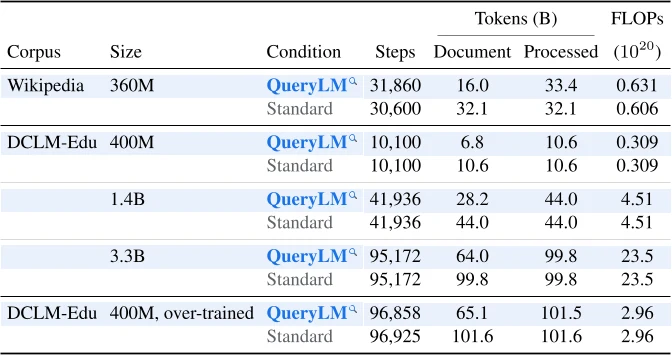 Tokens (B) FLOPs
Corpus Size Condition Steps Document Processed (10²⁰)
Wikipedia 360M QueryLM 31,860 16.0 33.4 0.631
Standard 30,600 32.1 32.1 0.606
DCLM-Edu 400M QueryLM 10,100 6.8 10.6 0.309
Standard 10,100 10.6 10.6 0.309
1.4B QueryLM 41,936 28.2 44.0 4.51
Standard 41,936 44.0 44.0 4.51
3.3B QueryLM 95,172 64.0 99.8 23.5
Standard 95,172 99.8 99.8 23.5
DCLM-Edu 400M, over-trained QueryLM 96,858 65.1 101.5 2.96
Standard 96,925 101.6 101.6 2.96